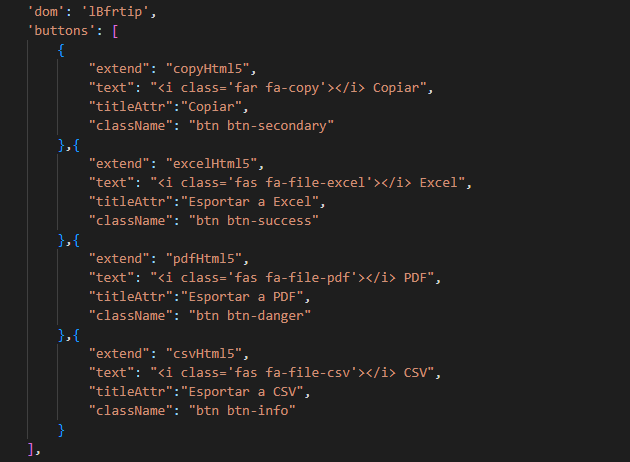 'dom': 'lBfrtip',
'buttons': [
{
"extend": "copyHtml5",
"text": "<i class='far fa-copy'></i> Copiar",
"titleAttr":"Copiar",
"className": "btn btn-secondary"
},{
"extend": "excelHtml5",
"text": "<i class='fas fa-file-excel'></i> Excel",
"titleAttr":"Esportar a Excel",
"className": "btn btn-success"
},{
"extend": "pdfHtml5",
"text": "<i class='fas fa-file-pdf'></i> PDF",
"titleAttr":"Esportar a PDF",
"className": "btn btn-danger"
},{
"extend": "csvHtml5",
"text": "<i class='fas fa-file-csv'></i> CSV",
"titleAttr":"Esportar a CSV",
"className": "btn btn-info"
}
],